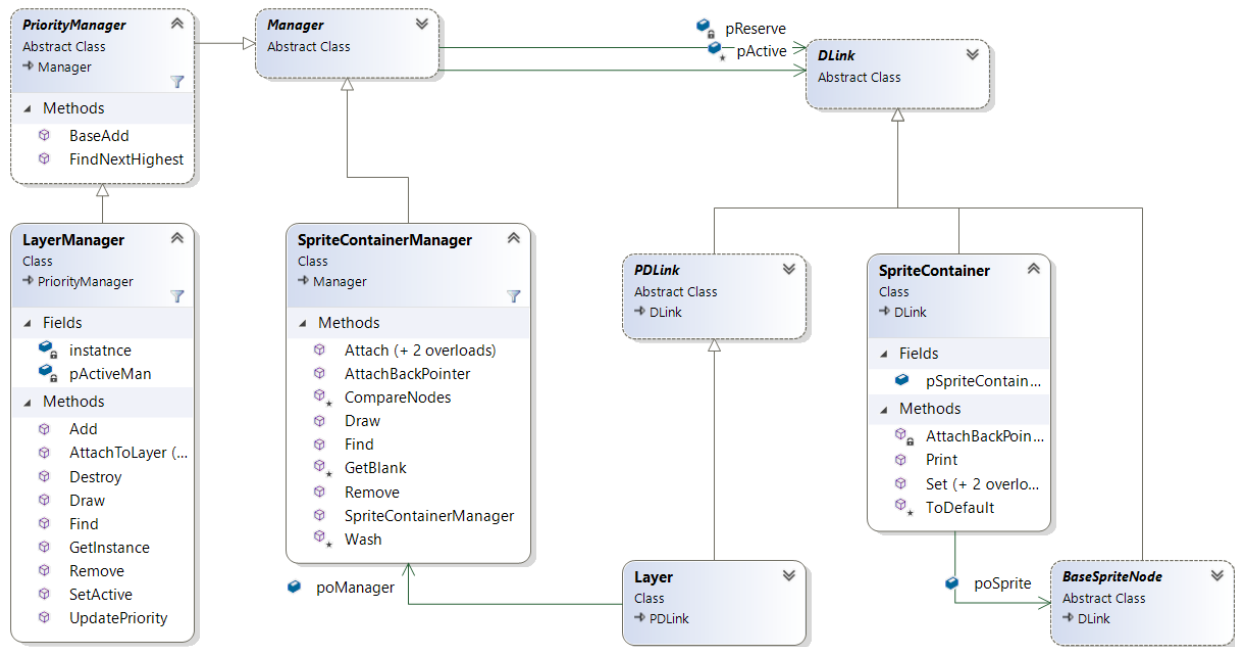 PriorityManager
Abstract Class
Manager
Methods
BaseAdd
FindNextHighest
Manager
Abstract Class
pReserve
pActive
DLink
Abstract Class
LayerManager
Class
PriorityManager
Fields
instatnce
pActiveMan
Methods
Add
AttachToLayer (...
Destroy
Draw
Find
GetInstance
Remove
SetActive
UpdatePriority
SpriteContainerManager
Class
Manager
Methods
Attach (+ 2 overloads)
AttachBackPointer
CompareNodes
Draw
Find
GetBlank
Remove
SpriteContainerManager
Wash
poManager
PDLink
Abstract Class
DLink
Layer
Class
PDLink
SpriteContainer
Class
DLink
Fields
pSpriteContain...
Methods
AttachBackPoin...
Print
Set (+ 2 overlo...
ToDefault
poSprite
BaseSpriteNode
Abstract Class
DLink